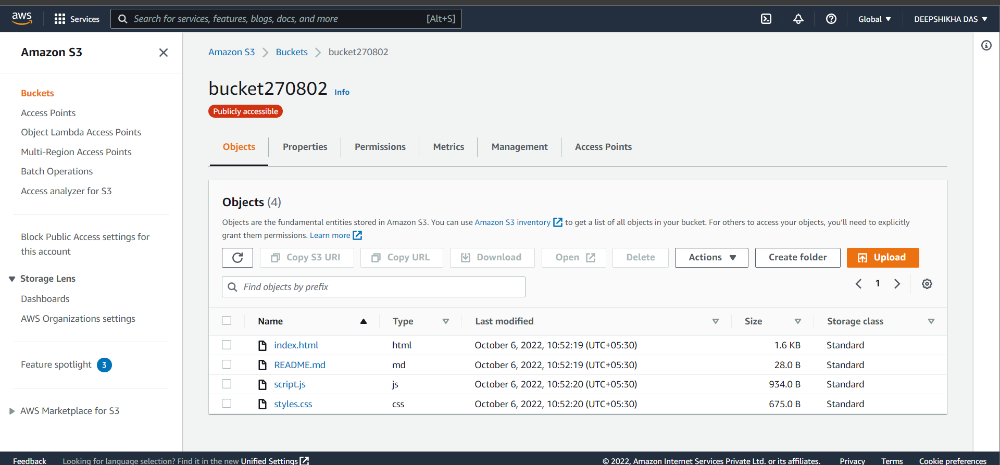 aws
Services
Search for services, features, blogs, docs, and more [Alt+S]
Global
DEEPSHIKHA DAS
Amazon S3
Buckets
Access Points
Object Lambda Access Points
Multi-Region Access Points
Batch Operations
Access analyzer for S3
Block Public Access settings for
this account
Storage Lens
Dashboards
AWS Organizations settings
Feature spotlight 3
AWS Marketplace for S3
Amazon S3 Buckets bucket270802
bucket270802 Info
Publicly accessible
Objects Properties Permissions Metrics Management Access Points
Objects (4)
Objects are the fundamental entities stored in Amazon S3. You can use Amazon S3 inventory to get a list of all objects in your bucket. For others to access your objects, you'll need to explicitly
grant them permissions. Learn more
Copy S3 URI Copy URL Download Open Delete Actions Create folder Upload
Find objects by prefix
1
Name Type Last modified Size Storage class
index.html html October 6, 2022, 10:52:19 (UTC+05:30) 1.6 KB Standard
README.md md October 6, 2022, 10:52:19 (UTC+05:30) 28.0 B Standard
script.js js October 6, 2022, 10:52:20 (UTC+05:30) 934.0 B Standard
styles.css css October 6, 2022, 10:52:20 (UTC+05:30) 675.0 B Standard
Feedback Looking for language selection? Find it in the new Unified Settings © 2022, Amazon Internet Services Private Ltd. or its affiliates. Privacy Terms Cookie preferences